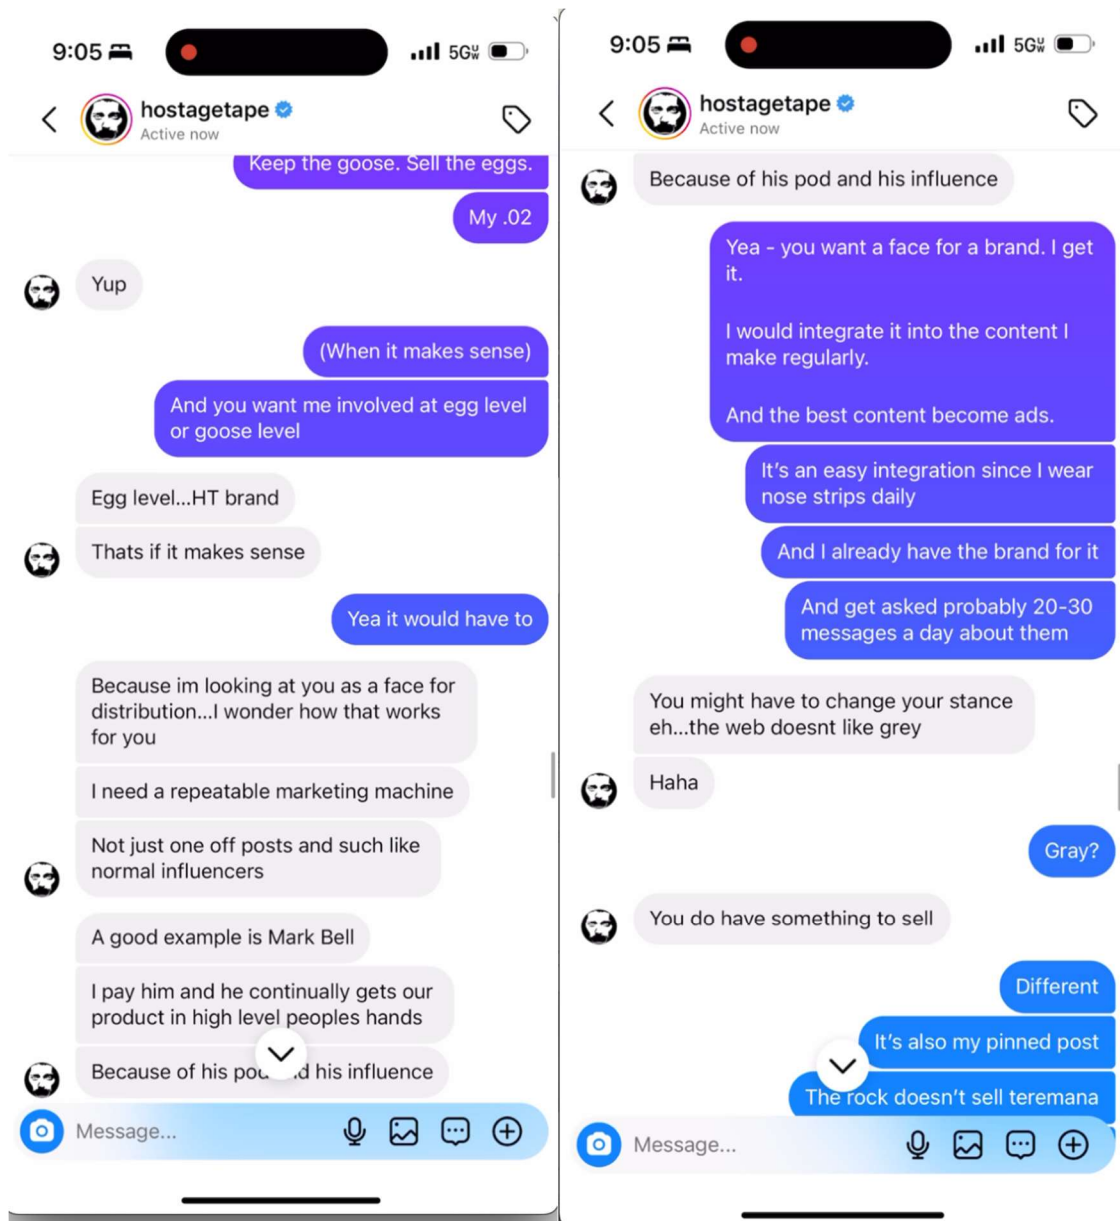 9:05
5GUW
hostagetape
Active now
Keep the goose. Sell the eggs.
My .02
Yup
(When it makes sense)
And you want me involved at egg level
or goose level
Egg level...HT brand
Thats if it makes sense
Yea it would have to
Because im looking at you as a face for
distribution...I wonder how that works
for you
I need a repeatable marketing machine
Not just one off posts and such like
normal influencers
A good example is Mark Bell
I pay him and he continually gets our
product in high level peoples hands
Because of his pod and his influence
Message...
9:05
5GUW
hostagetape
Active now
Because of his pod and his influence
Yea - you want a face for a brand. I get
it.
I would integrate it into the content I
make regularly.
And the best content become ads.
It's an easy integration since I wear
nose strips daily
And I already have the brand for it
And get asked probably 20-30
messages a day about them
You might have to change your stance
eh...the web doesnt like grey
Haha
Gray?
You do have something to sell
Different
It's also my pinned post
The rock doesn't sell teremana
Message...